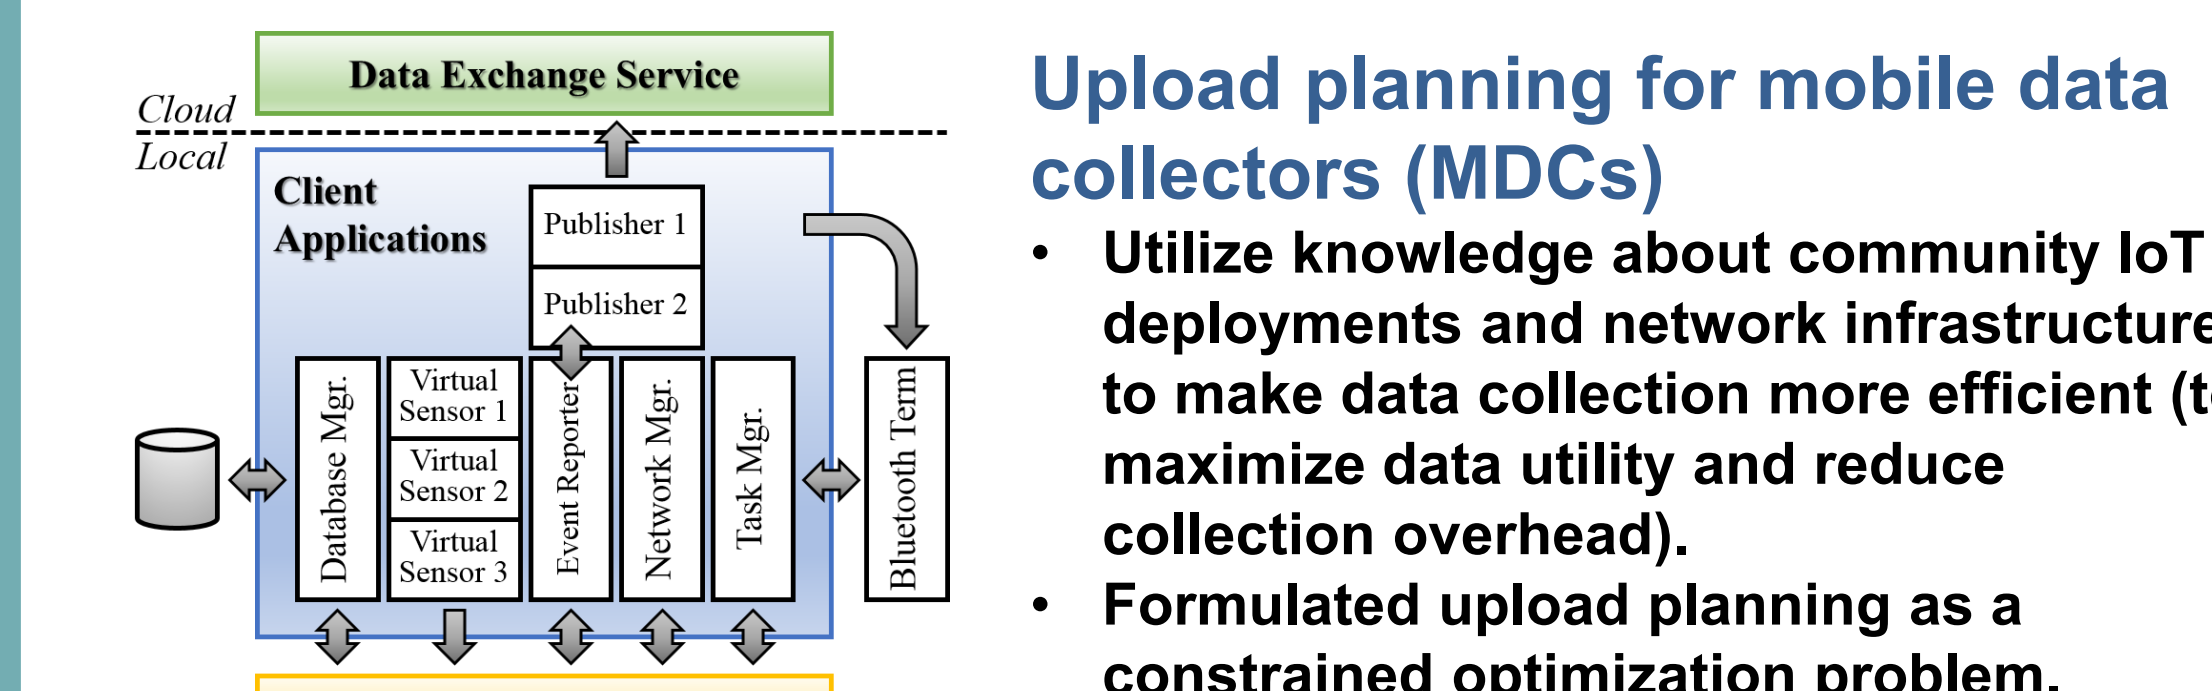 Data Exchange Service
Cloud
Local
Client
Applications
Publisher 1
Publisher 2
Database Mgr.
Virtual
Sensor 1
Virtual
Sensor 2
Virtual
Sensor 3
Event Reporter
Network Mgr.
Task Mgr.
Bluetooth Term
Upload planning for mobile data
collectors (MDCs)
• Utilize knowledge about community IoT
deployments and network infrastructure
to make data collection more efficient (
maximize data utility and reduce
collection overhead).
• Formulated upload planning as a
constrained optimization problem.